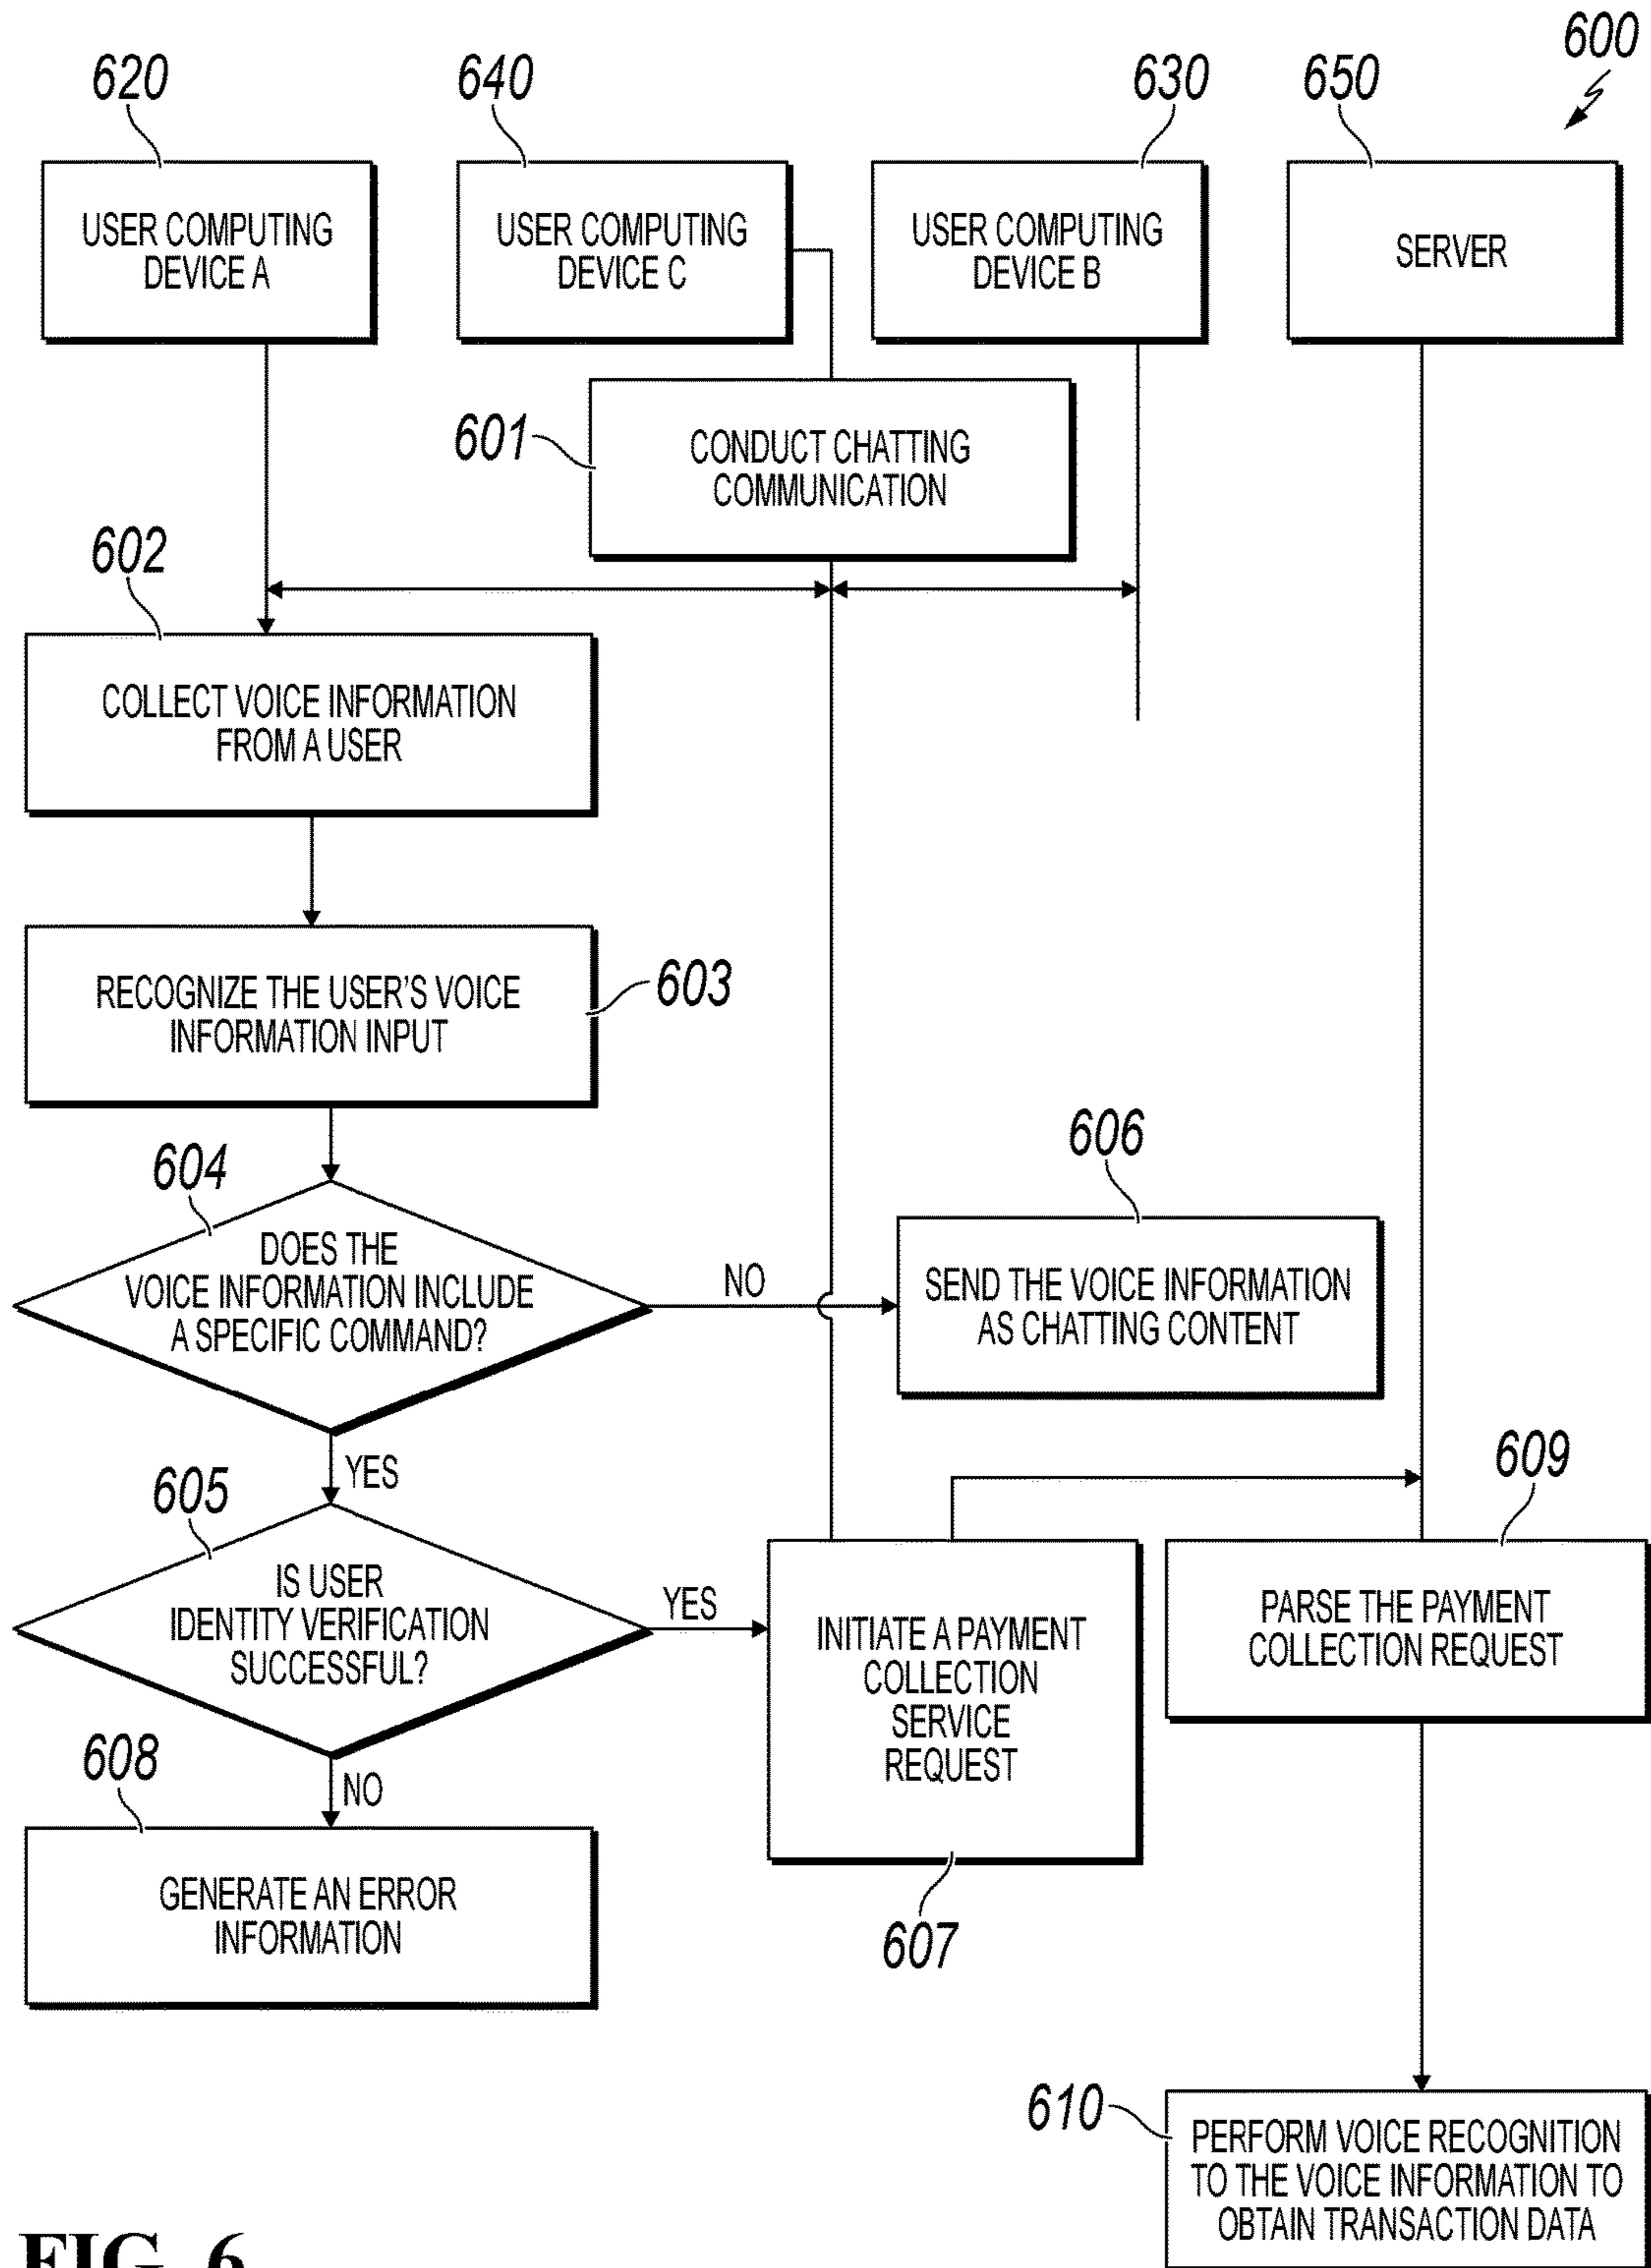 600
620
640
630
650
USER COMPUTING
DEVICE A
USER COMPUTING
DEVICE C
USER COMPUTING
DEVICE B
SERVER
601
CONDUCT CHATTING
COMMUNICATION
602
COLLECT VOICE INFORMATION
FROM A USER
RECOGNIZE THE USER'S VOICE
INFORMATION INPUT
603
604
DOES THE
VOICE INFORMATION INCLUDE
A SPECIFIC COMMAND?
NO
606
SEND THE VOICE INFORMATION
AS CHATTING CONTENT
YES
605
IS USER
IDENTITY VERIFICATION
SUCCESSFUL?
YES
INITIATE A PAYMENT
COLLECTION
SERVICE
REQUEST
607
609
PARSE THE PAYMENT
COLLECTION REQUEST
NO
608
GENERATE AN ERROR
INFORMATION
610
PERFORM VOICE RECOGNITION
TO THE VOICE INFORMATION TO
OBTAIN TRANSACTION DATA
FIG. 6